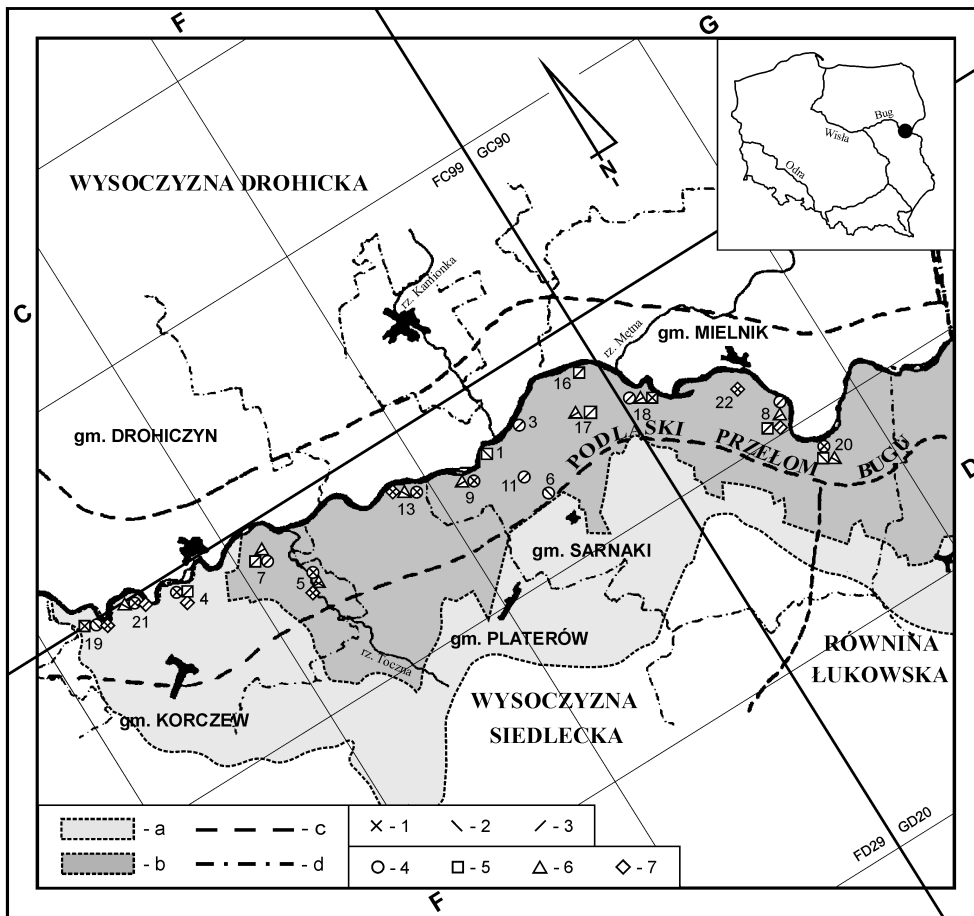 F
G
C
D
F
Bug
Wisła
Odra
FC99
GC90
N
WYSOCZYZNA DROHICKA
rz. Kamionka
rz. Mętna
gm. MIELNIK
gm. DROHICZYN
16
3
17
18
22
8
20
1
PODLASKI PRZEŁOM BUGU
11
6
9
13
gm. SARNAKI
7
5
4
21
19
gm. PLATERÓW
rz. Toczna
RÓWNINA
ŁUKOWSKA
WYSOCZYZNA
SIEDLECKA
gm. KORCZEW
FD29
GD20
- a
- c
- b
- d
- 1
- 2
- 3
- 4
- 5
- 6
- 7